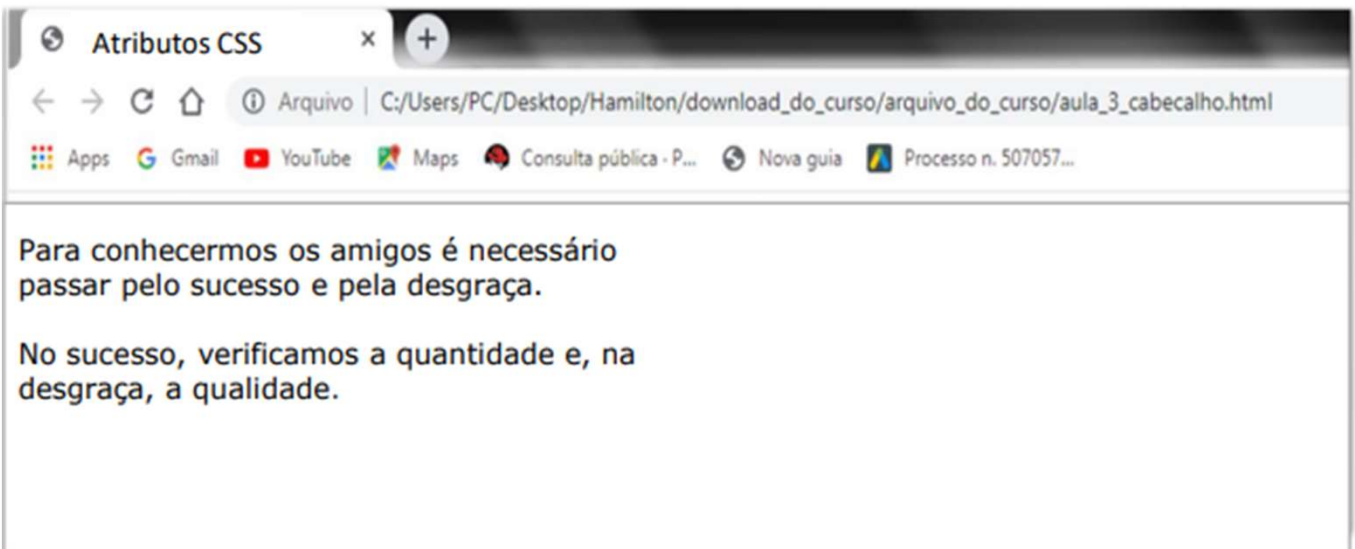 Atributos CSS
Arquivo | C:/Users/PC/Desktop/Hamilton/download_do_curso/arquivo_do_curso/aula_3_cabecalho.html
Apps Gmail YouTube Maps Consulta pública - P... Nova guia Processo n. 507057...
Para conhecermos os amigos é necessário
passar pelo sucesso e pela desgraça.
No sucesso, verificamos a quantidade e, na
desgraça, a qualidade.